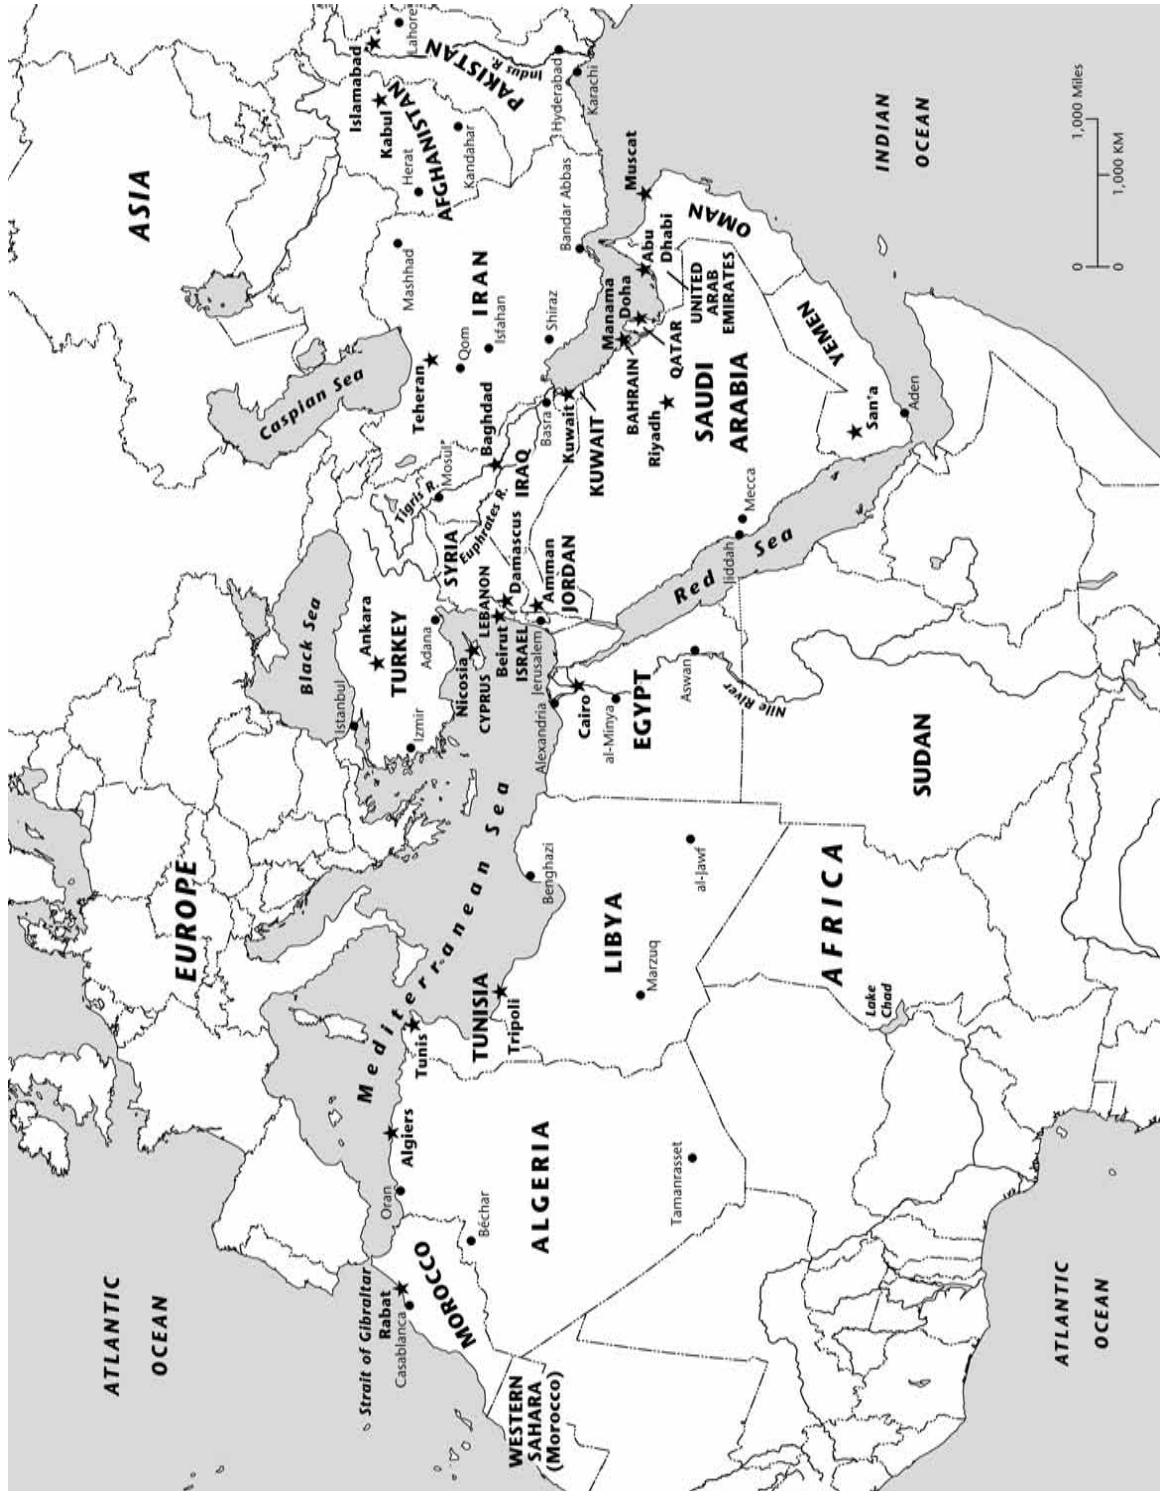 ATLANTIC
OCEAN
EUROPE
ASIA
Strait of Gibraltar
Rabat
Casablanca
MOROCCO
WESTERN
SAHARA
(Morocco)
Oran
Algiers
Béchar
ALGERIA
Tamanrasset
Mediterranean Sea
Tunis
TUNISIA
Tripoli
Benghazi
LIBYA
Marzuq
al-Jawf
AFRICA
Lake
Chad
Black Sea
Istanbul
Ankara
TURKEY
Izmir
Adana
Nicosia
CYPRUS
LEBANON
Beirut
ISRAEL
Jerusalem
SYRIA
Damascus
Amman
JORDAN
Tigris R.
Euphrates R.
Mosul
Baghdad
IRAQ
Basra
Kuwait
KUWAIT
Alexandria
Cairo
al-Minya
EGYPT
Aswan
Nile River
SUDAN
Red Sea
Jiddah
Mecca
Caspian Sea
Teheran
Qom
Isfahan
IRAN
Mashhad
Shiraz
Bandar Abbas
Herat
Kabul
AFGHANISTAN
Kandahar
Islamabad
Lahore
PAKISTAN
Indus R.
Hyderabad
Karachi
Manama
BAHRAIN
Doha
QATAR
Riyadh
SAUDI
ARABIA
Abu
Dhabi
UNITED
ARAB
EMIRATES
Muscat
OMAN
YEMEN
San'a
Aden
INDIAN
OCEAN
ATLANTIC
OCEAN
0 1,000 Miles
0 1,000 KM